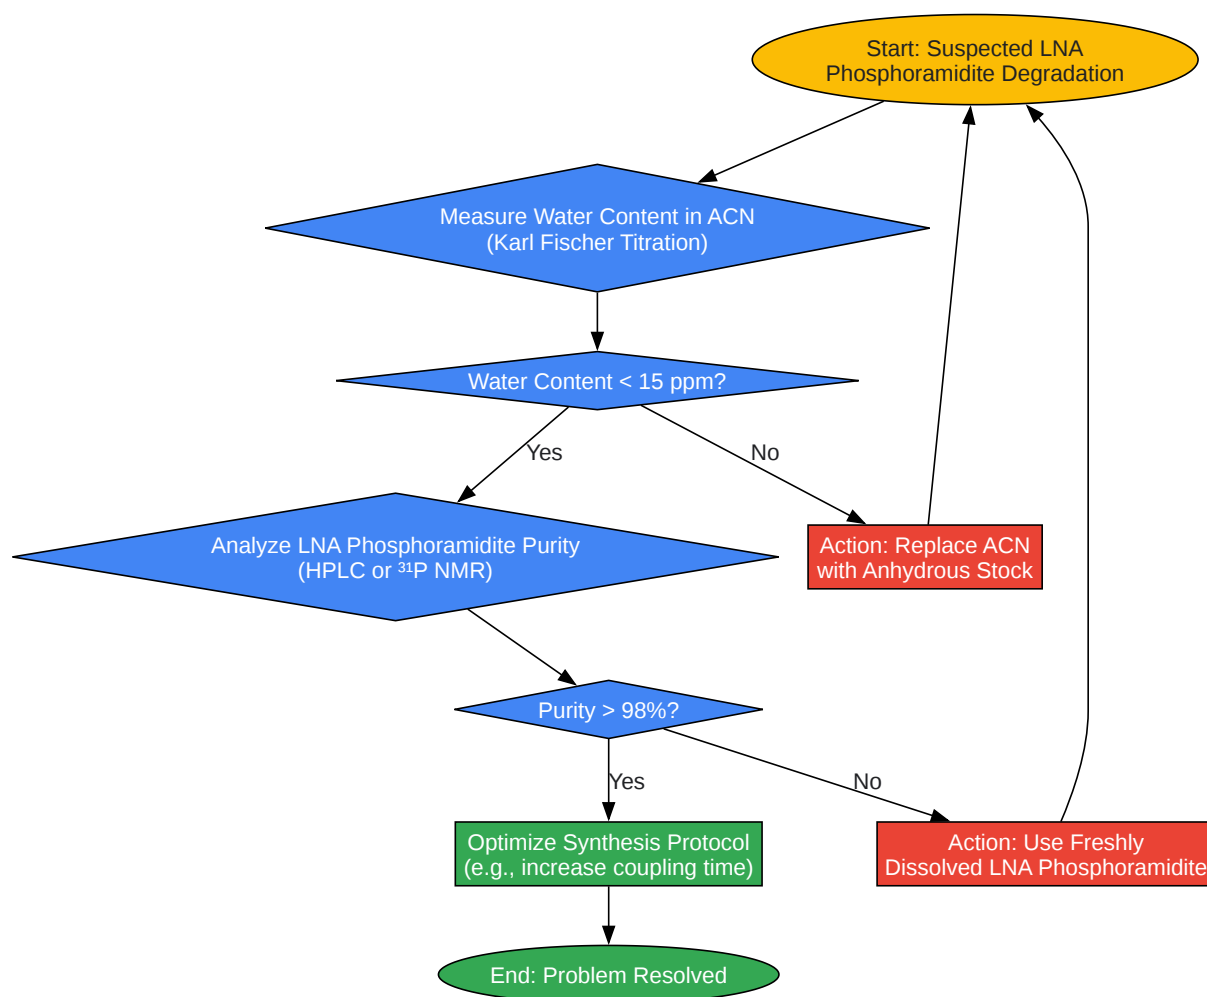 Start: Suspected LNA
Phosphoramidite Degradation
Measure Water Content in ACN
(Karl Fischer Titration)
Water Content < 15 ppm?
Yes
No
Analyze LNA Phosphoramidite Purity
(HPLC or ³¹P NMR)
Action: Replace ACN
with Anhydrous Stock
Purity > 98%?
Yes
No
Optimize Synthesis Protocol
(e.g., increase coupling time)
Action: Use Freshly
Dissolved LNA Phosphoramidite
End: Problem Resolved